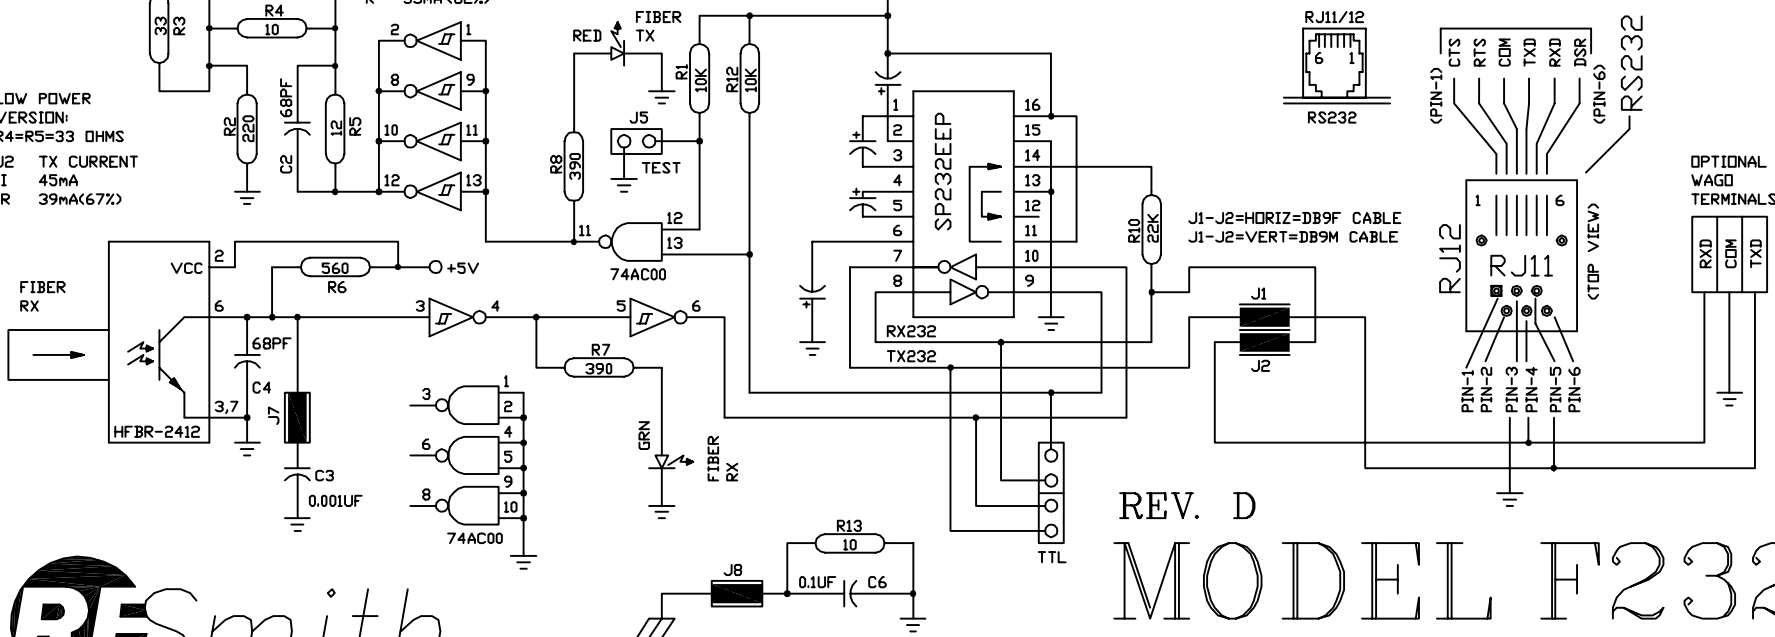 R3
33
R4
10
2
1
8
9
10
11
12
13
68PF
C2
R2
220
12
R5
LOW POWER
VERSION:
R4=R5=33 OHMS
J2 TX CURRENT
I 45mA
R 39mA(67%)
RED
FIBER
TX
R8
390
J5
TEST
R1
10K
R12
10K
11
12
13
74AC00
1
2
3
4
5
6
7
8
SP232EEP
16
15
14
13
12
11
10
9
RX232
TX232
R10
22K
J1-J2=HORIZ=DB9F CABLE
J1-J2=VERT=DB9M CABLE
J1
J2
RJ11/12
6 1
RS232
(PIN-1)
CTS
RTS
COM
TXD
RXD
DSR
(PIN-6)
RS232
1 6
RJ12
RJ11
(TOP VIEW)
PIN-1
PIN-2
PIN-3
PIN-4
PIN-5
PIN-6
OPTIONAL
WAGO
TERMINALS
RXD
COM
TXD
FIBER
RX
VCC
2
6
3,7
HFBR-2412
560
R6
+5V
68PF
C4
J7
C3
0.001UF
3
4
5
6
R7
390
GRN
FIBER
RX
3
1
2
6
4
5
8
9
10
74AC00
TTL
J8
R13
10
0.1UF
C6
REV. D
MODEL F232
RE Smith